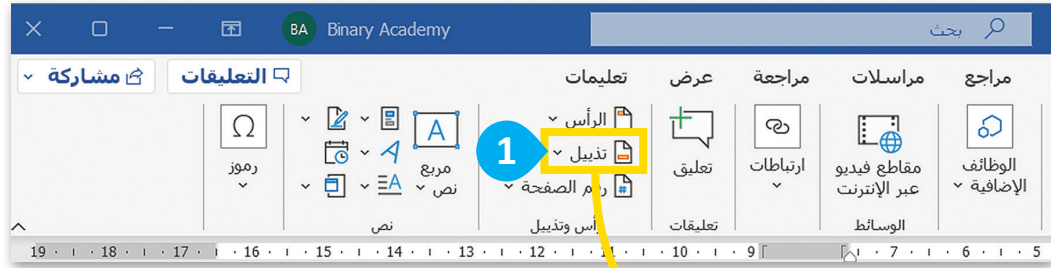 بحث
Binary Academy
BA
مراجع
مراسلات
مراجعة
عرض
تعليمات
التعليقات
مشاركة
الوظائف
الإضافية
مقاطع فيديو
عبر الإنترنت
الوسائط
ارتباطات
تعليق
تعليقات
الرأس
1
تذييل
رقم الصفحة
رأس وتذييل
A
مربع
نص
A
A
نص
Ω
رموز
19 · 18 · 17 · 16 · 15 · 14 · 13 · 12 · 11 · 10 · 9 7 · 6 · 5